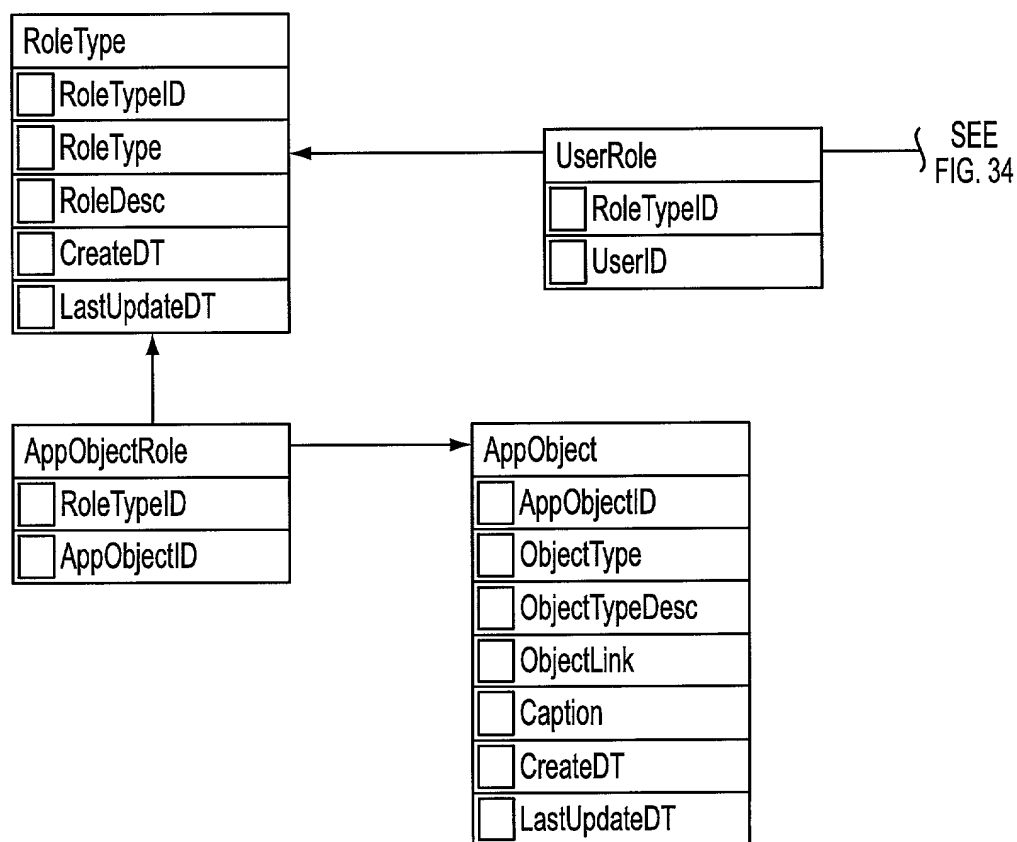 RoleType
RoleTypeID
RoleType
RoleDesc
CreateDT
LastUpdateDT
UserRole
RoleTypeID
UserID
SEE
FIG. 34
AppObjectRole
RoleTypeID
AppObjectID
AppObject
AppObjectID
ObjectType
ObjectTypeDesc
ObjectLink
Caption
CreateDT
LastUpdateDT